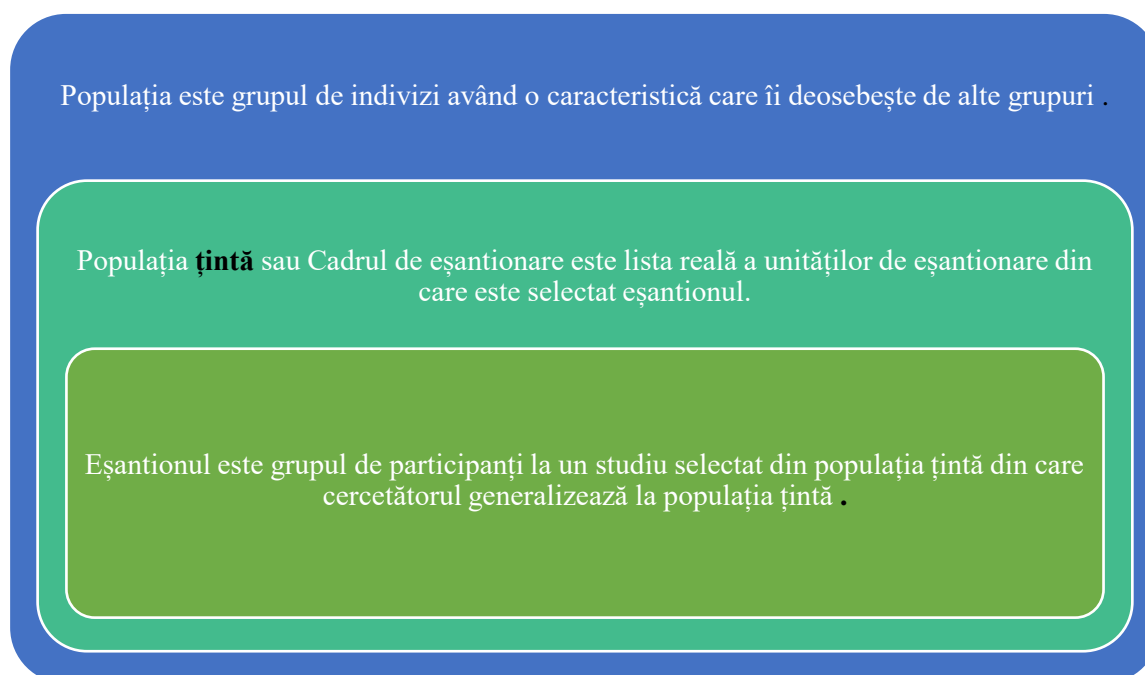 Populația este grupul de indivizi având o caracteristică care îi deosebește de alte grupuri .
Populația țintă sau Cadrul de eșantionare este lista reală a unităților de eșantionare din
care este selectat eșantionul.
Eșantionul este grupul de participanți la un studiu selectat din populația țintă din care
cercetătorul generalizează la populația țintă .